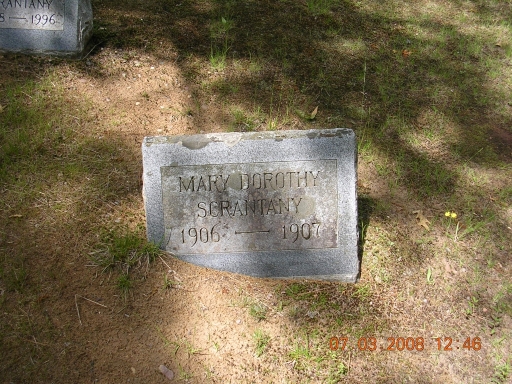 RANTANY
8 — 1996
MARY DOROTHY
SCRANTANY
1906 — 1907
07.03.2008 12:46